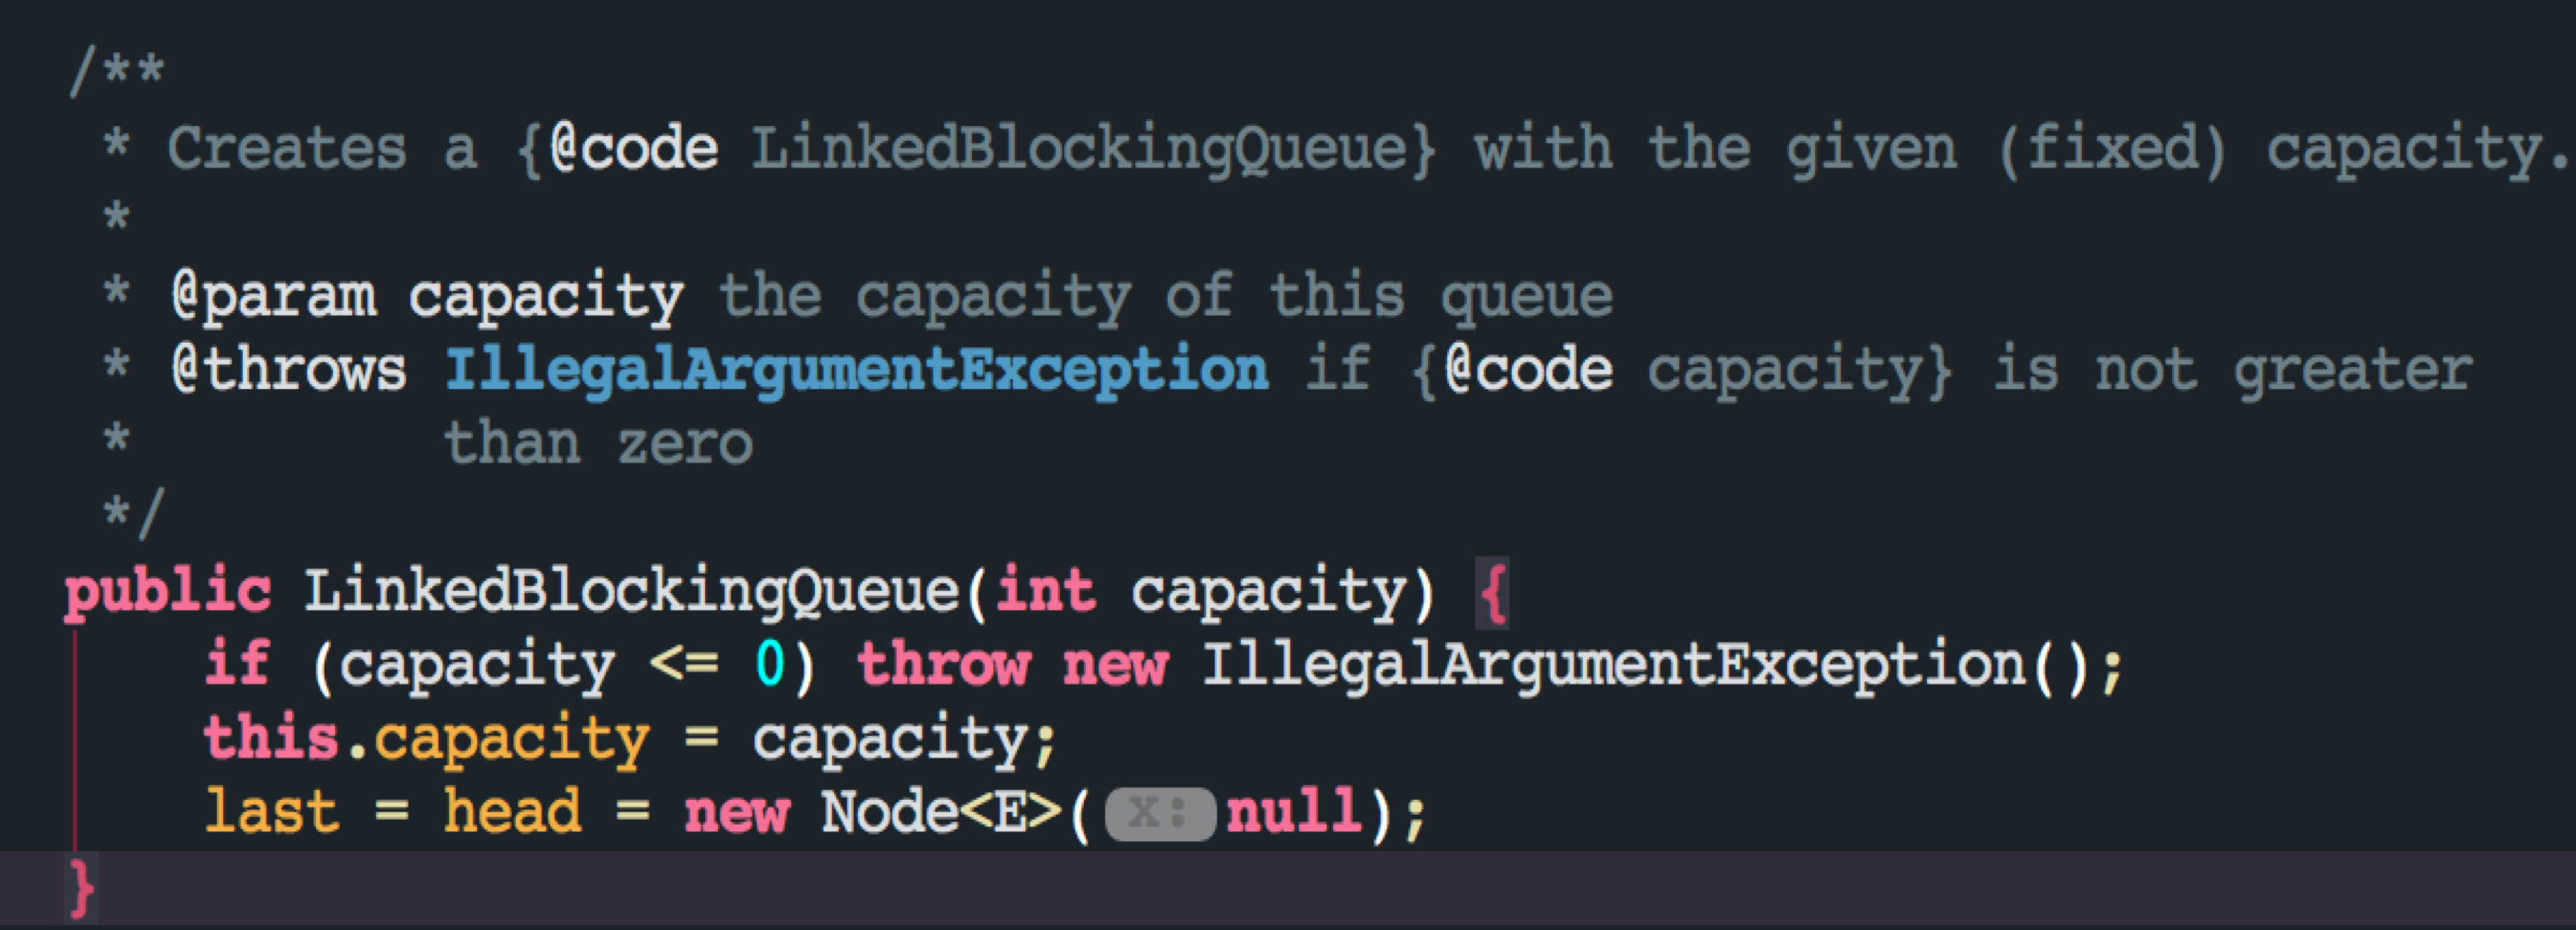 /**
 * Creates a {@code LinkedBlockingQueue} with the given (fixed) capacity.
 *
 * @param capacity the capacity of this queue
 * @throws IllegalArgumentException if {@code capacity} is not greater
 *         than zero
 */
public LinkedBlockingQueue(int capacity) {
    if (capacity <= 0) throw new IllegalArgumentException();
    this.capacity = capacity;
    last = head = new Node<E>( x: null);
}